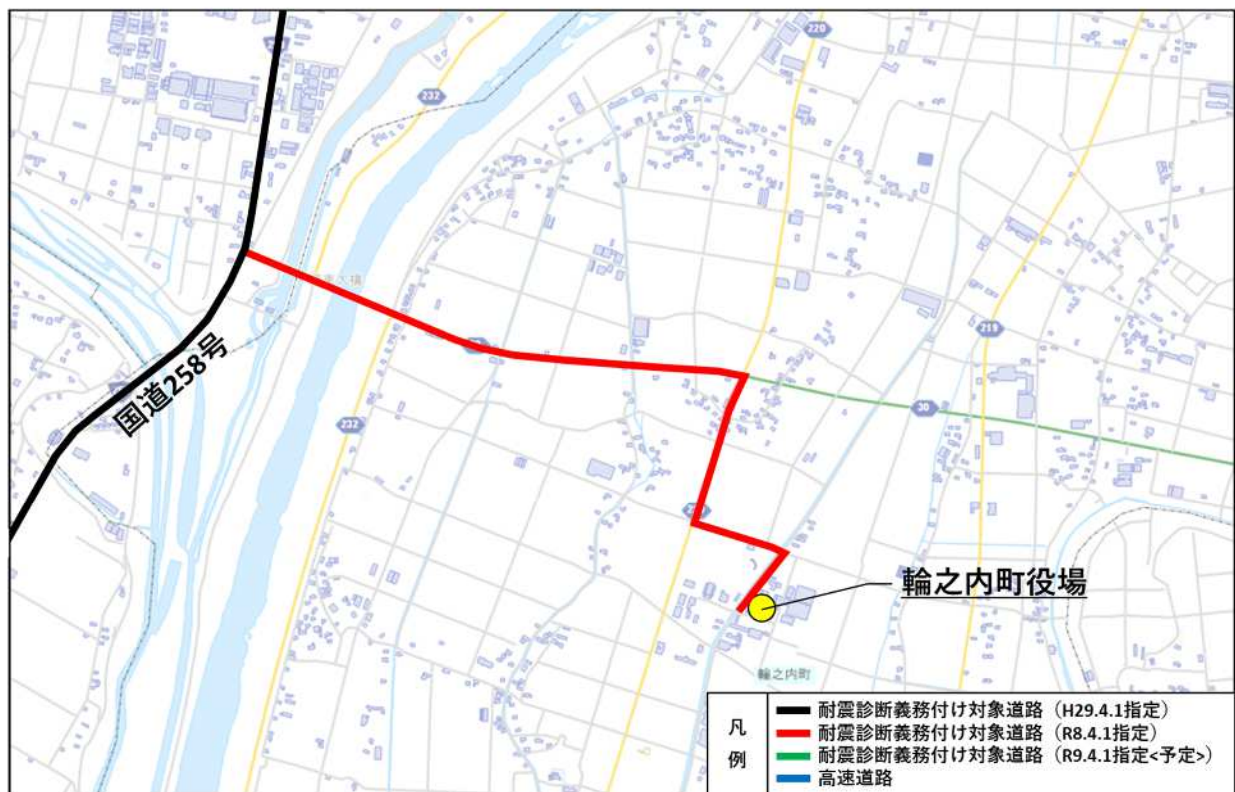 220
232
219
30
232
国道258号
輪之内町役場
輪之内町
凡例
耐震診断義務付け対象道路（H29.4.1指定）
耐震診断義務付け対象道路（R8.4.1指定）
耐震診断義務付け対象道路（R9.4.1指定<予定>）
高速道路